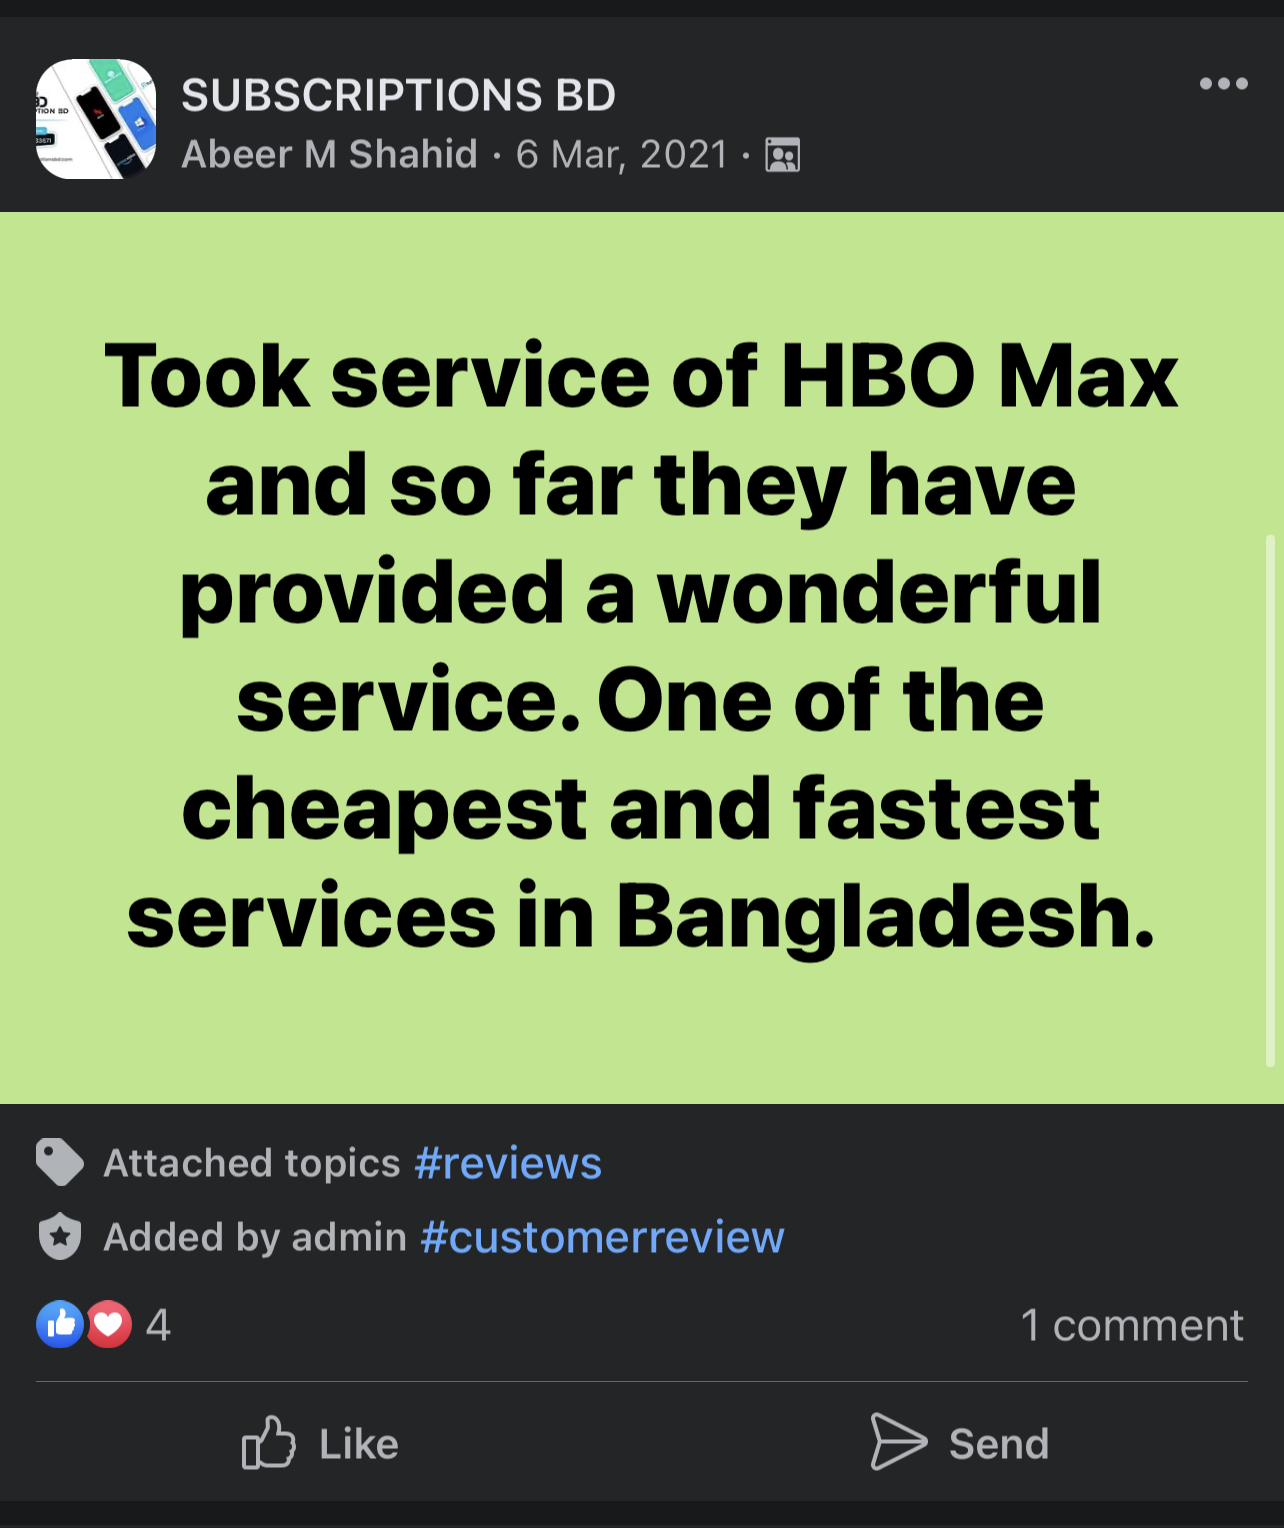 SUBSCRIPTIONS BD
Abeer M Shahid · 6 Mar, 2021 ·
Took service of HBO Max
and so far they have
provided a wonderful
service. One of the
cheapest and fastest
services in Bangladesh.
Attached topics #reviews
Added by admin #customerreview
4
1 comment
Like
Send